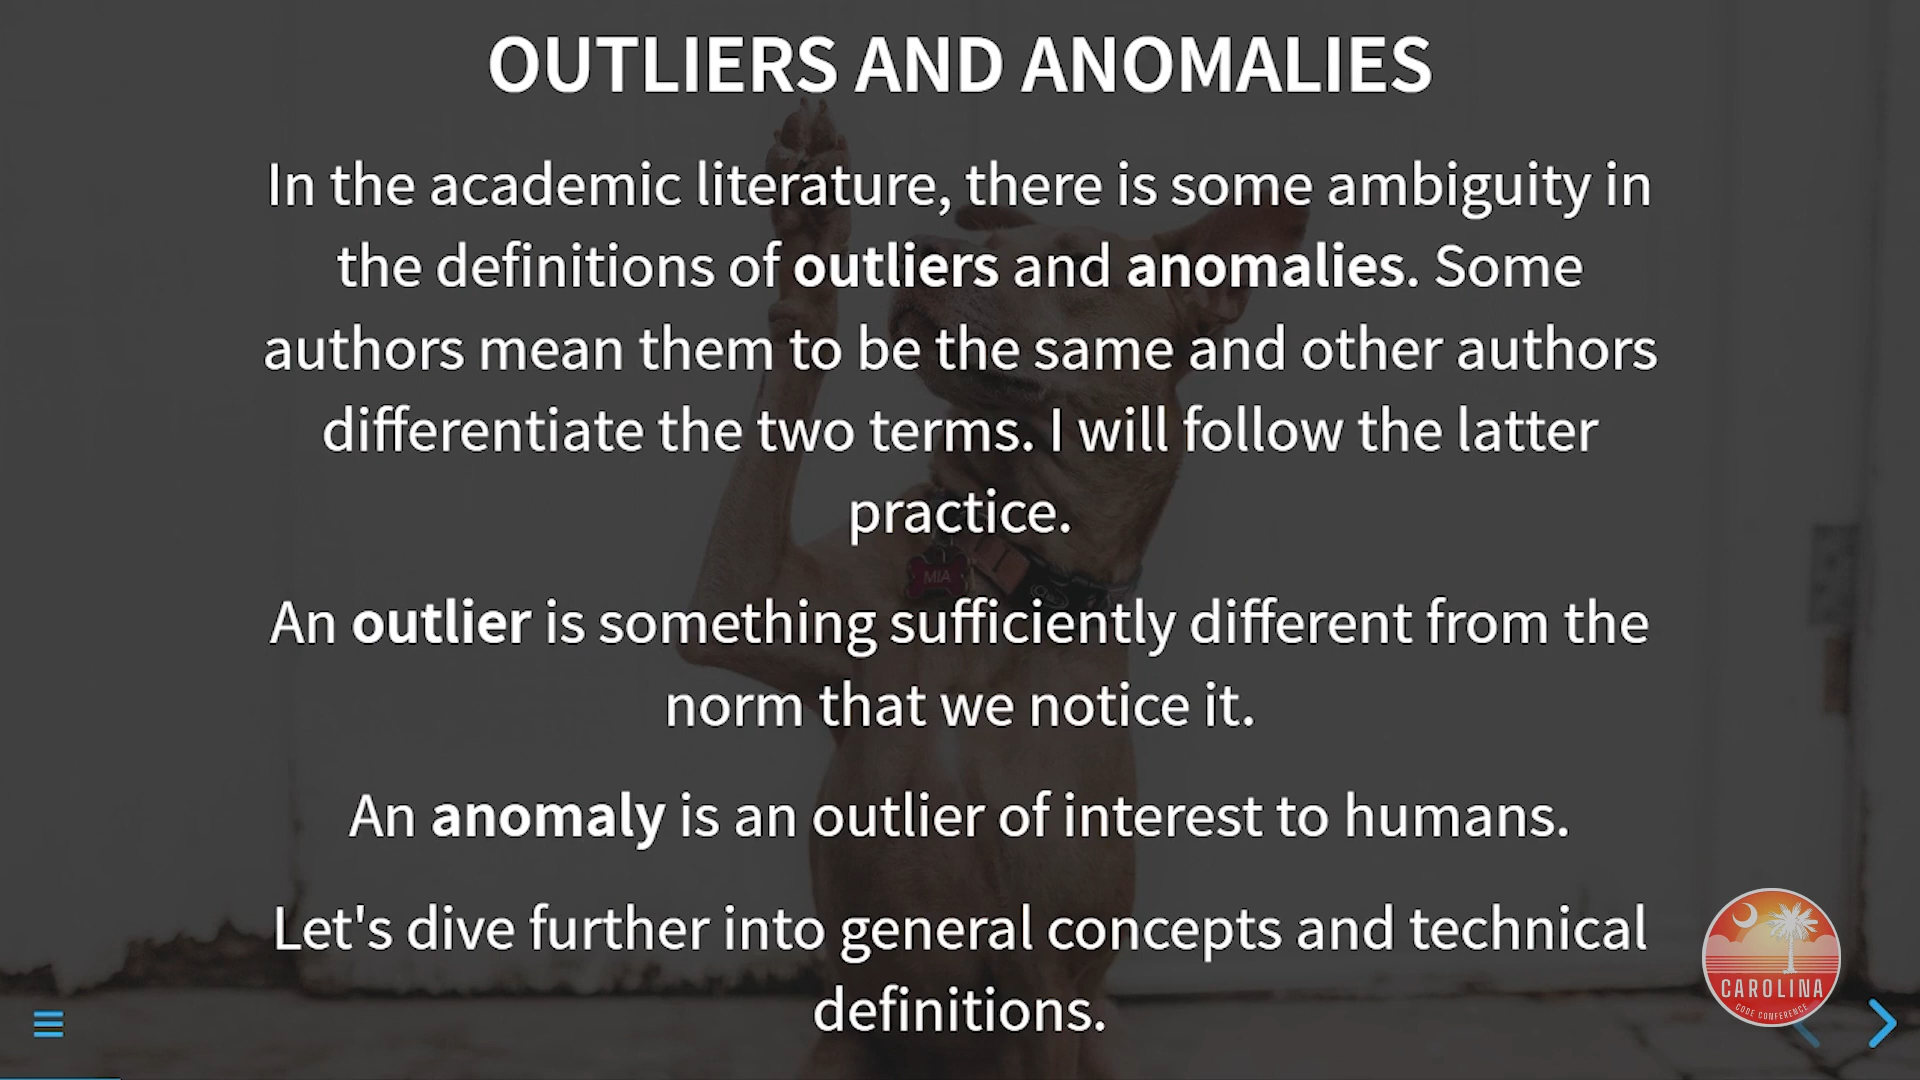 OUTLIERS AND ANOMALIES
In the academic literature, there is some ambiguity in
the definitions of outliers and anomalies. Some
authors mean them to be the same and other authors
differentiate the two terms. I will follow the latter
practice.
MIA
An outlier is something sufficiently different from the
norm that we notice it.
An anomaly is an outlier of interest to humans.
Let's dive further into general concepts and technical
definitions.
CAROLINA
CODE CONFERENCE